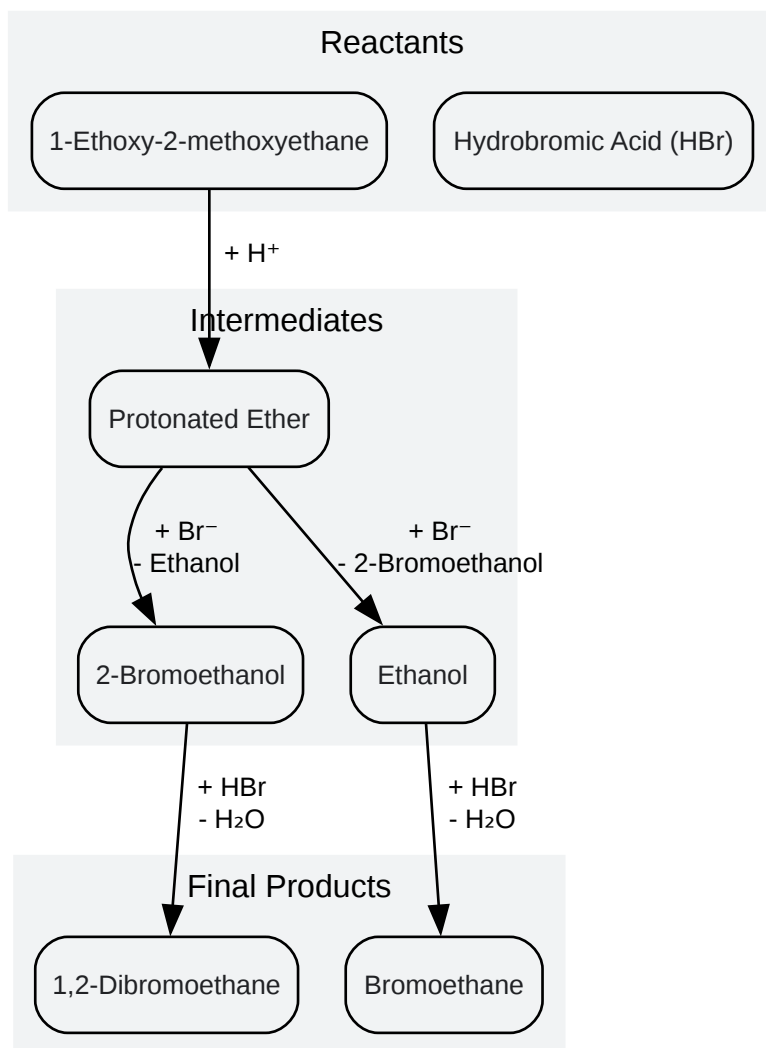 Reactants
1-Ethoxy-2-methoxyethane
Hydrobromic Acid (HBr)
+ H⁺
Intermediates
Protonated Ether
+ Br⁻
- Ethanol
+ Br⁻
- 2-Bromoethanol
2-Bromoethanol
Ethanol
+ HBr
- H₂O
+ HBr
- H₂O
Final Products
1,2-Dibromoethane
Bromoethane